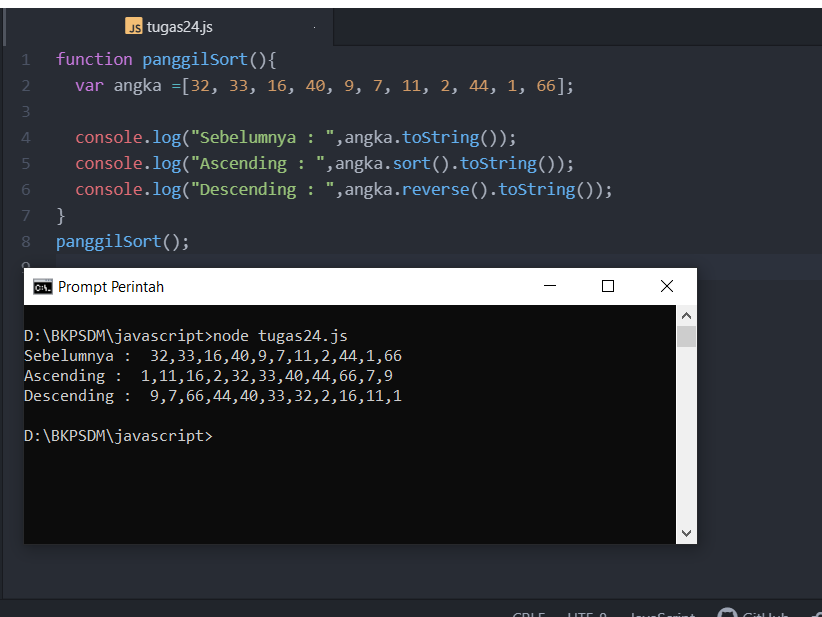 JS tugas24.js
1 function panggilSort(){
2 var angka =[32, 33, 16, 40, 9, 7, 11, 2, 44, 1, 66];
3
4 console.log("Sebelumnya : ",angka.toString());
5 console.log("Ascending : ",angka.sort().toString());
6 console.log("Descending : ",angka.reverse().toString());
7 }
8 panggilSort();
9
C:\. Prompt Perintah
D:\BKPSDM\javascript>node tugas24.js
Sebelumnya :  32,33,16,40,9,7,11,2,44,1,66
Ascending :  1,11,16,2,32,33,40,44,66,7,9
Descending :  9,7,66,44,40,33,32,2,16,11,1
D:\BKPSDM\javascript>
CRLF UTF-8 JavaScript GitHub